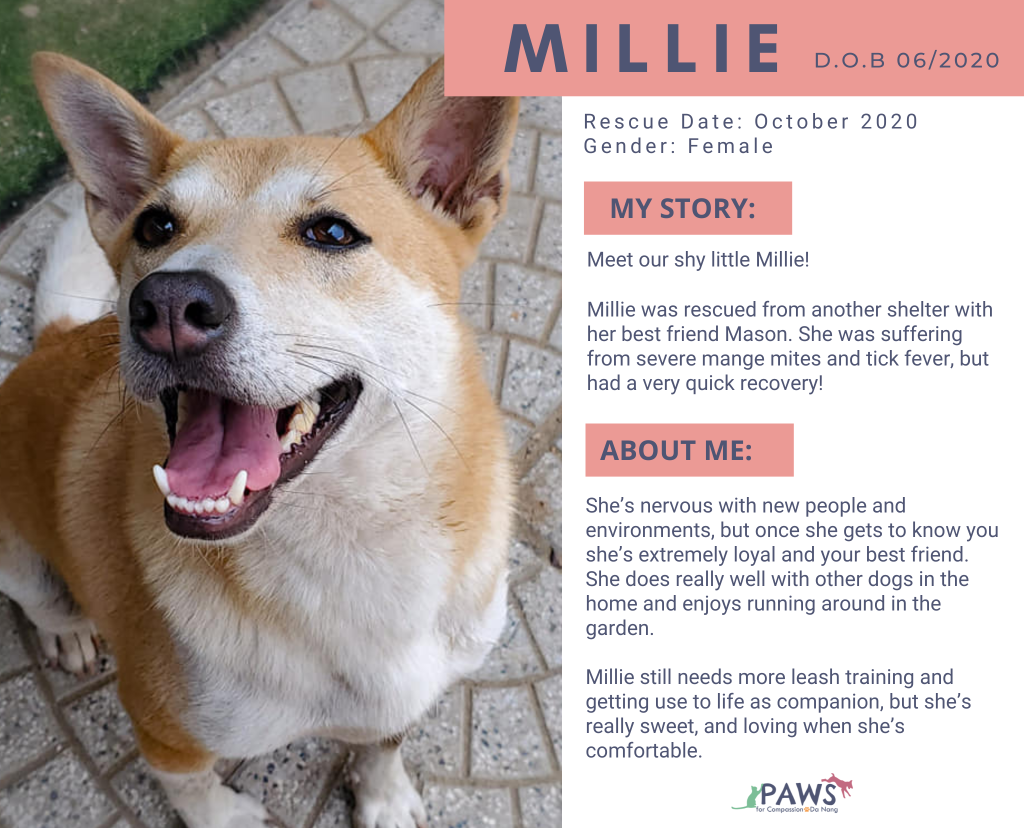 MILLIE
D.O.B 06/2020
Rescue Date: October 2020
Gender: Female
MY STORY:
Meet our shy little Millie!
Millie was rescued from another shelter with
her best friend Mason. She was suffering
from severe mange mites and tick fever, but
had a very quick recovery!
ABOUT ME:
She’s nervous with new people and
environments, but once she gets to know you
she’s extremely loyal and your best friend.
She does really well with other dogs in the
home and enjoys running around in the
garden.
Millie still needs more leash training and
getting use to life as companion, but she’s
really sweet, and loving when she’s
comfortable.
PAWS
for Compassion@Da Nang